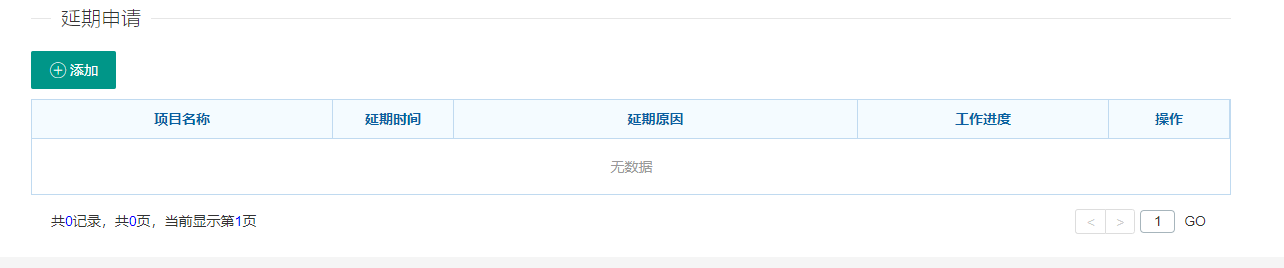 延期申请
添加
项目名称 延期时间 延期原因 工作进度 操作
无数据
共0记录，共0页，当前显示第1页 < > 1 GO